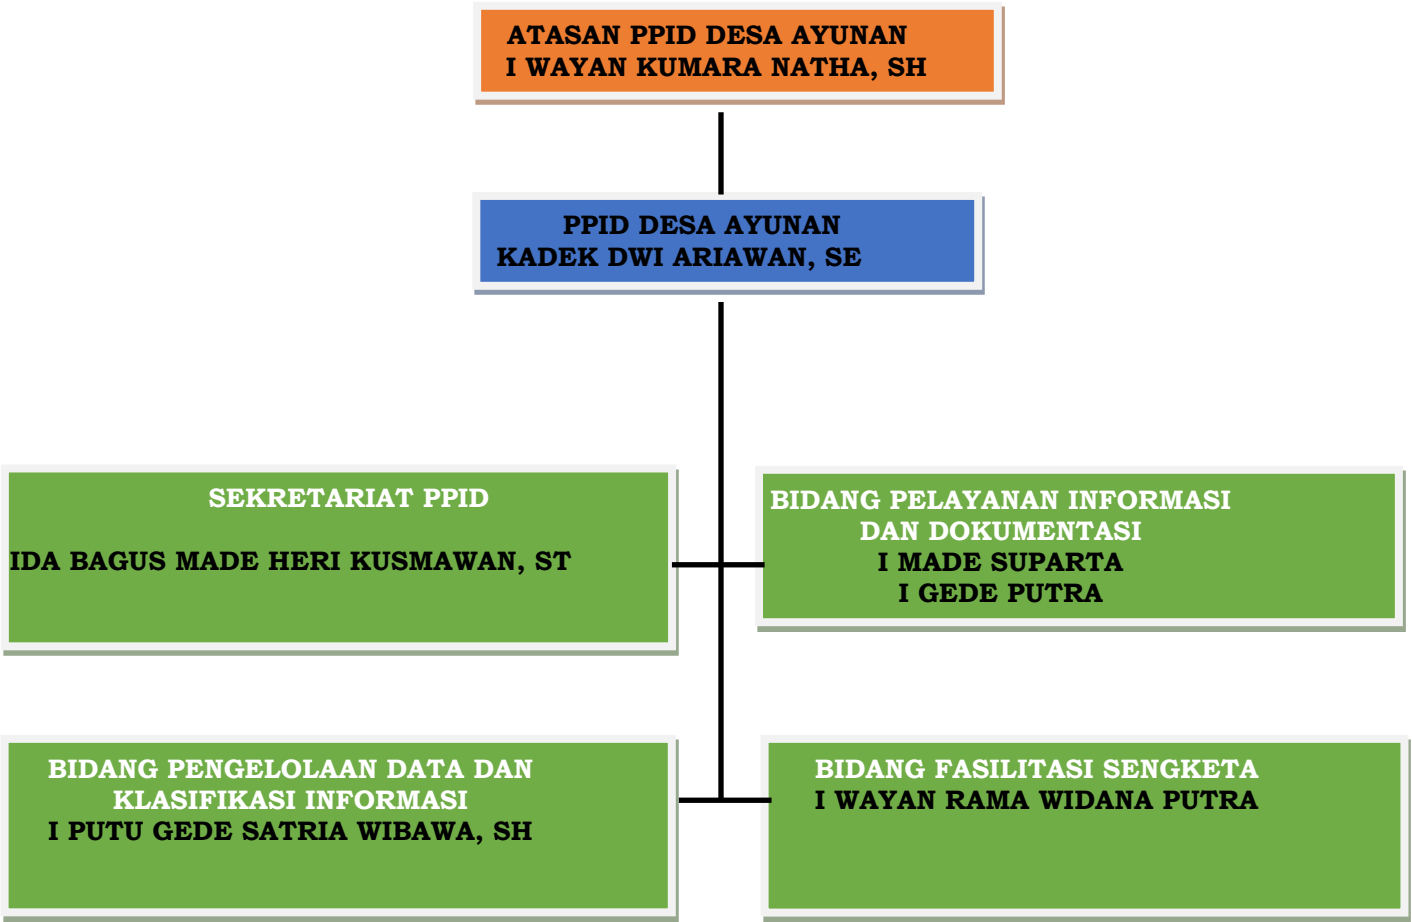 ATASAN PPID DESA AYUNAN
I WAYAN KUMARA NATHA, SH
PPID DESA AYUNAN
KADEK DWI ARIAWAN, SE
SEKRETARIAT PPID
IDA BAGUS MADE HERI KUSMAWAN, ST
BIDANG PELAYANAN INFORMASI
DAN DOKUMENTASI
I MADE SUPARTA
I GEDE PUTRA
BIDANG PENGELOLAAN DATA DAN
KLASIFIKASI INFORMASI
I PUTU GEDE SATRIA WIBAWA, SH
BIDANG FASILITASI SENGKETA
I WAYAN RAMA WIDANA PUTRA